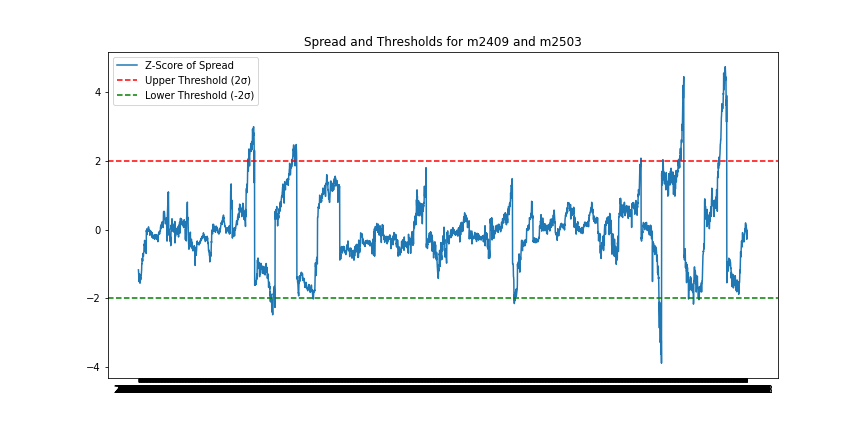 Spread and Thresholds for m2409 and m2503
Z-Score of Spread
Upper Threshold (2σ)
Lower Threshold (-2σ)
4
2
0
−2
−4